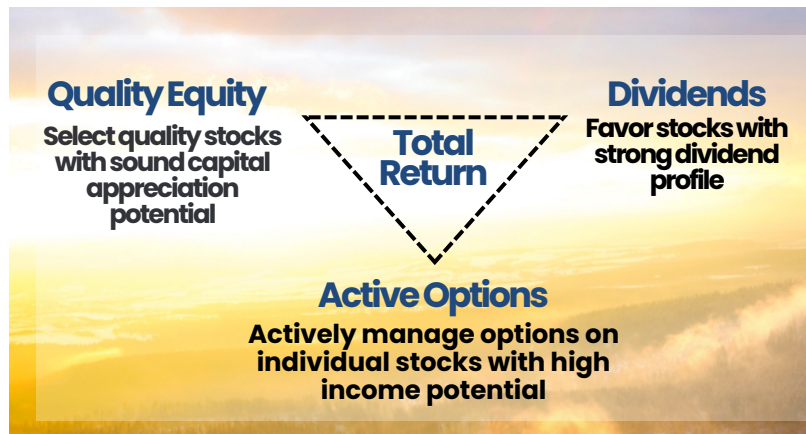 Quality Equity
Select quality stocks
with sound capital
appreciation
potential
Total
Return
Dividends
Favor stocks with
strong dividend
profile
Active Options
Actively manage options on
individual stocks with high
income potential